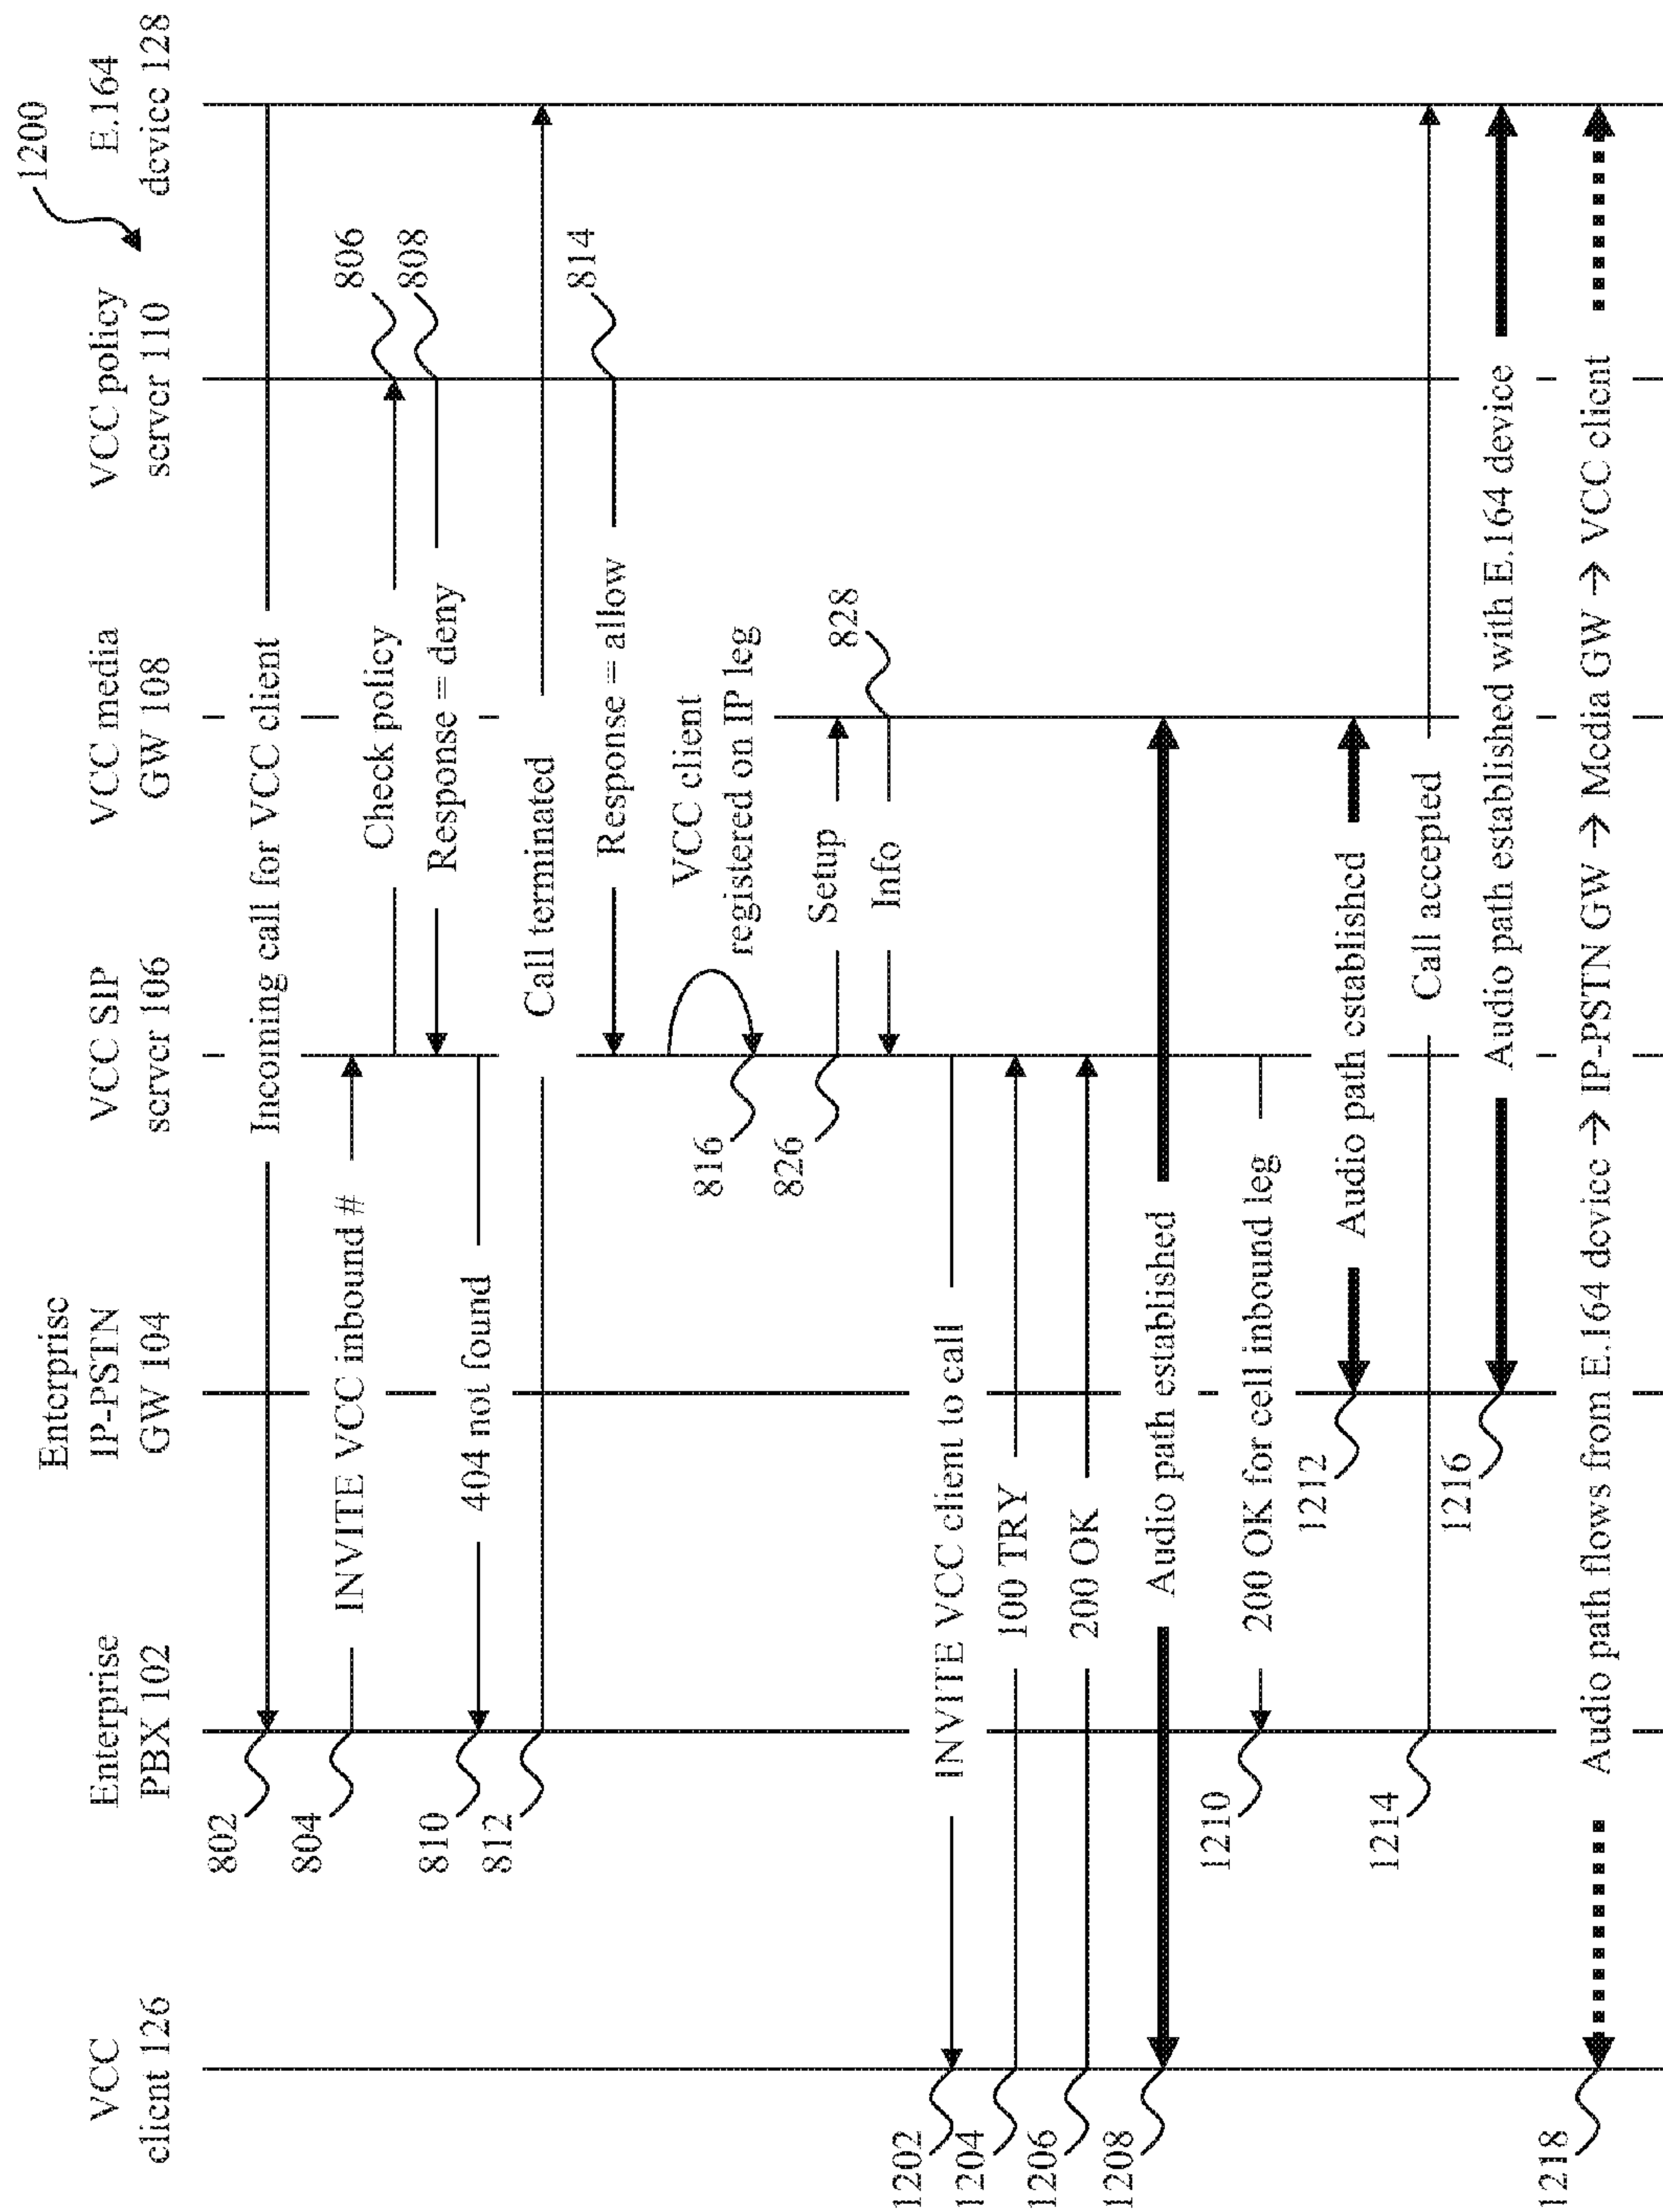 1200
VCC
client 126
Enterprise
PBX 102
Enterprise
IP-PSTN
GW 104
VCC SIP
server 106
VCC media
GW 108
VCC policy
server 110
E.164
device 128
802
Incoming call for VCC client
804
INVITE VCC inbound #
Check policy
806
Response = deny
808
810
404 not found
812
Call terminated
Response = allow
814
VCC client
registered on IP leg
816
826
Setup
Info
828
1202
INVITE VCC client to call
1204
100 TRY
1206
200 OK
1208
Audio path established
1210
200 OK for cell inbound leg
1212
Audio path established
1214
Call accepted
1216
Audio path established with E.164 device
1218
Audio path flows from E.164 device → IP-PSTN GW → Media GW → VCC client